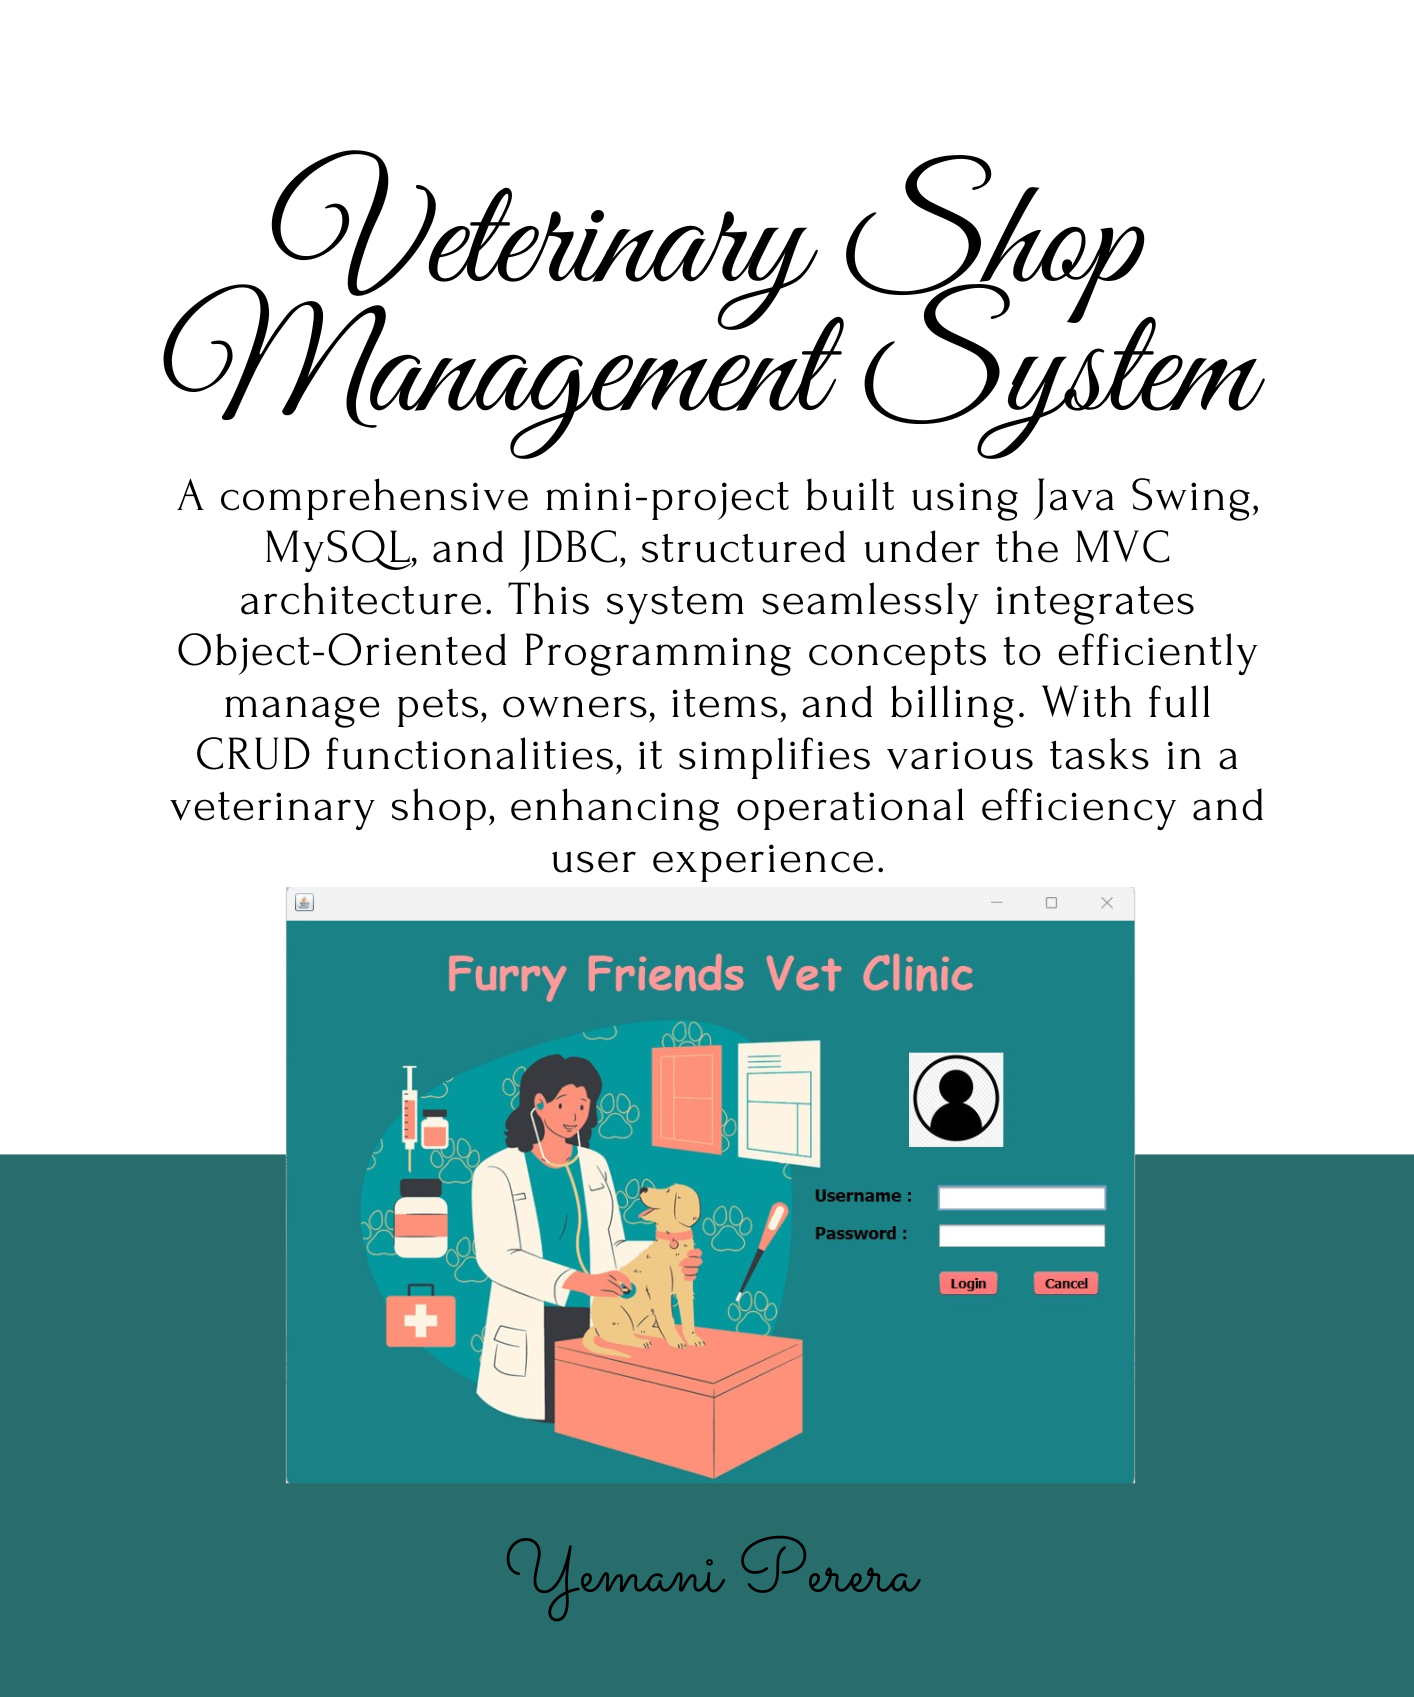 Veterinary Shop
Management System
A comprehensive mini-project built using Java Swing,
MySQL, and JDBC, structured under the MVC
architecture. This system seamlessly integrates
Object-Oriented Programming concepts to efficiently
manage pets, owners, items, and billing. With full
CRUD functionalities, it simplifies various tasks in a
veterinary shop, enhancing operational efficiency and
user experience.
Furry Friends Vet Clinic
Username :
Password :
Login Cancel
Yemani Perera